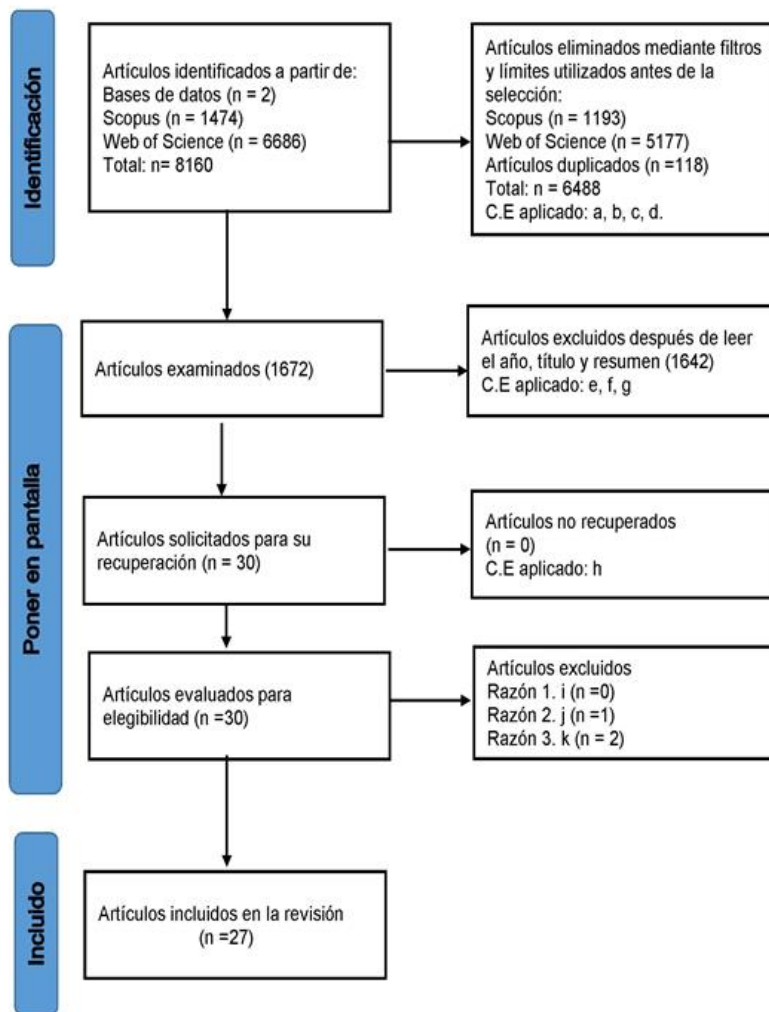 Identificación
Artículos identificados a partir de:
Bases de datos (n = 2)
Scopus (n = 1474)
Web of Science (n = 6686)
Total: n= 8160
Artículos eliminados mediante filtros
y límites utilizados antes de la
selección:
Scopus (n = 1193)
Web of Science (n = 5177)
Artículos duplicados (n =118)
Total: n = 6488
C.E aplicado: a, b, c, d.
Poner en pantalla
Artículos examinados (1672)
Artículos excluidos después de leer
el año, título y resumen (1642)
C.E aplicado: e, f, g
Artículos solicitados para su
recuperación (n = 30)
Artículos no recuperados
(n = 0)
C.E aplicado: h
Artículos evaluados para
elegibilidad (n =30)
Artículos excluidos
Razón 1. i (n =0)
Razón 2. j (n =1)
Razón 3. k (n = 2)
Incluido
Artículos incluidos en la revisión
(n =27)